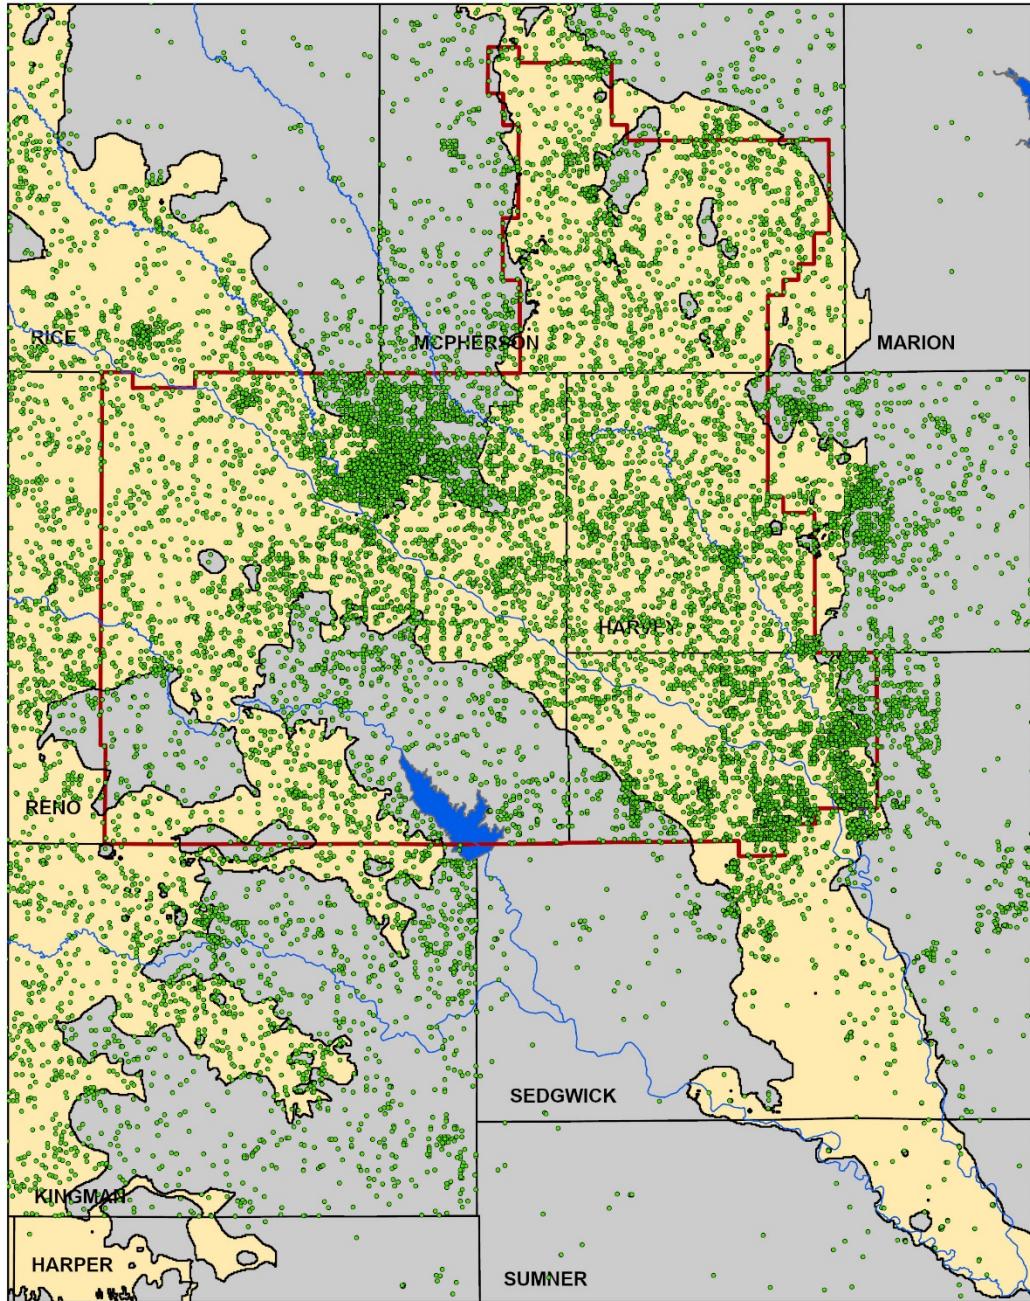 RICE
MCPHERSON
MARION
HARVEY
RENO
SEDGWICK
KINGMAN
HARPER
SUMNER